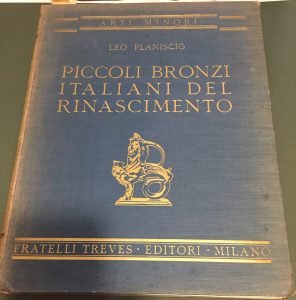 ARTI MINORI
LEO PLANISCIG
PICCOLI BRONZI
ITALIANI DEL
RINASCIMENTO
FRATELLI TREVES · EDITORI · MILANO